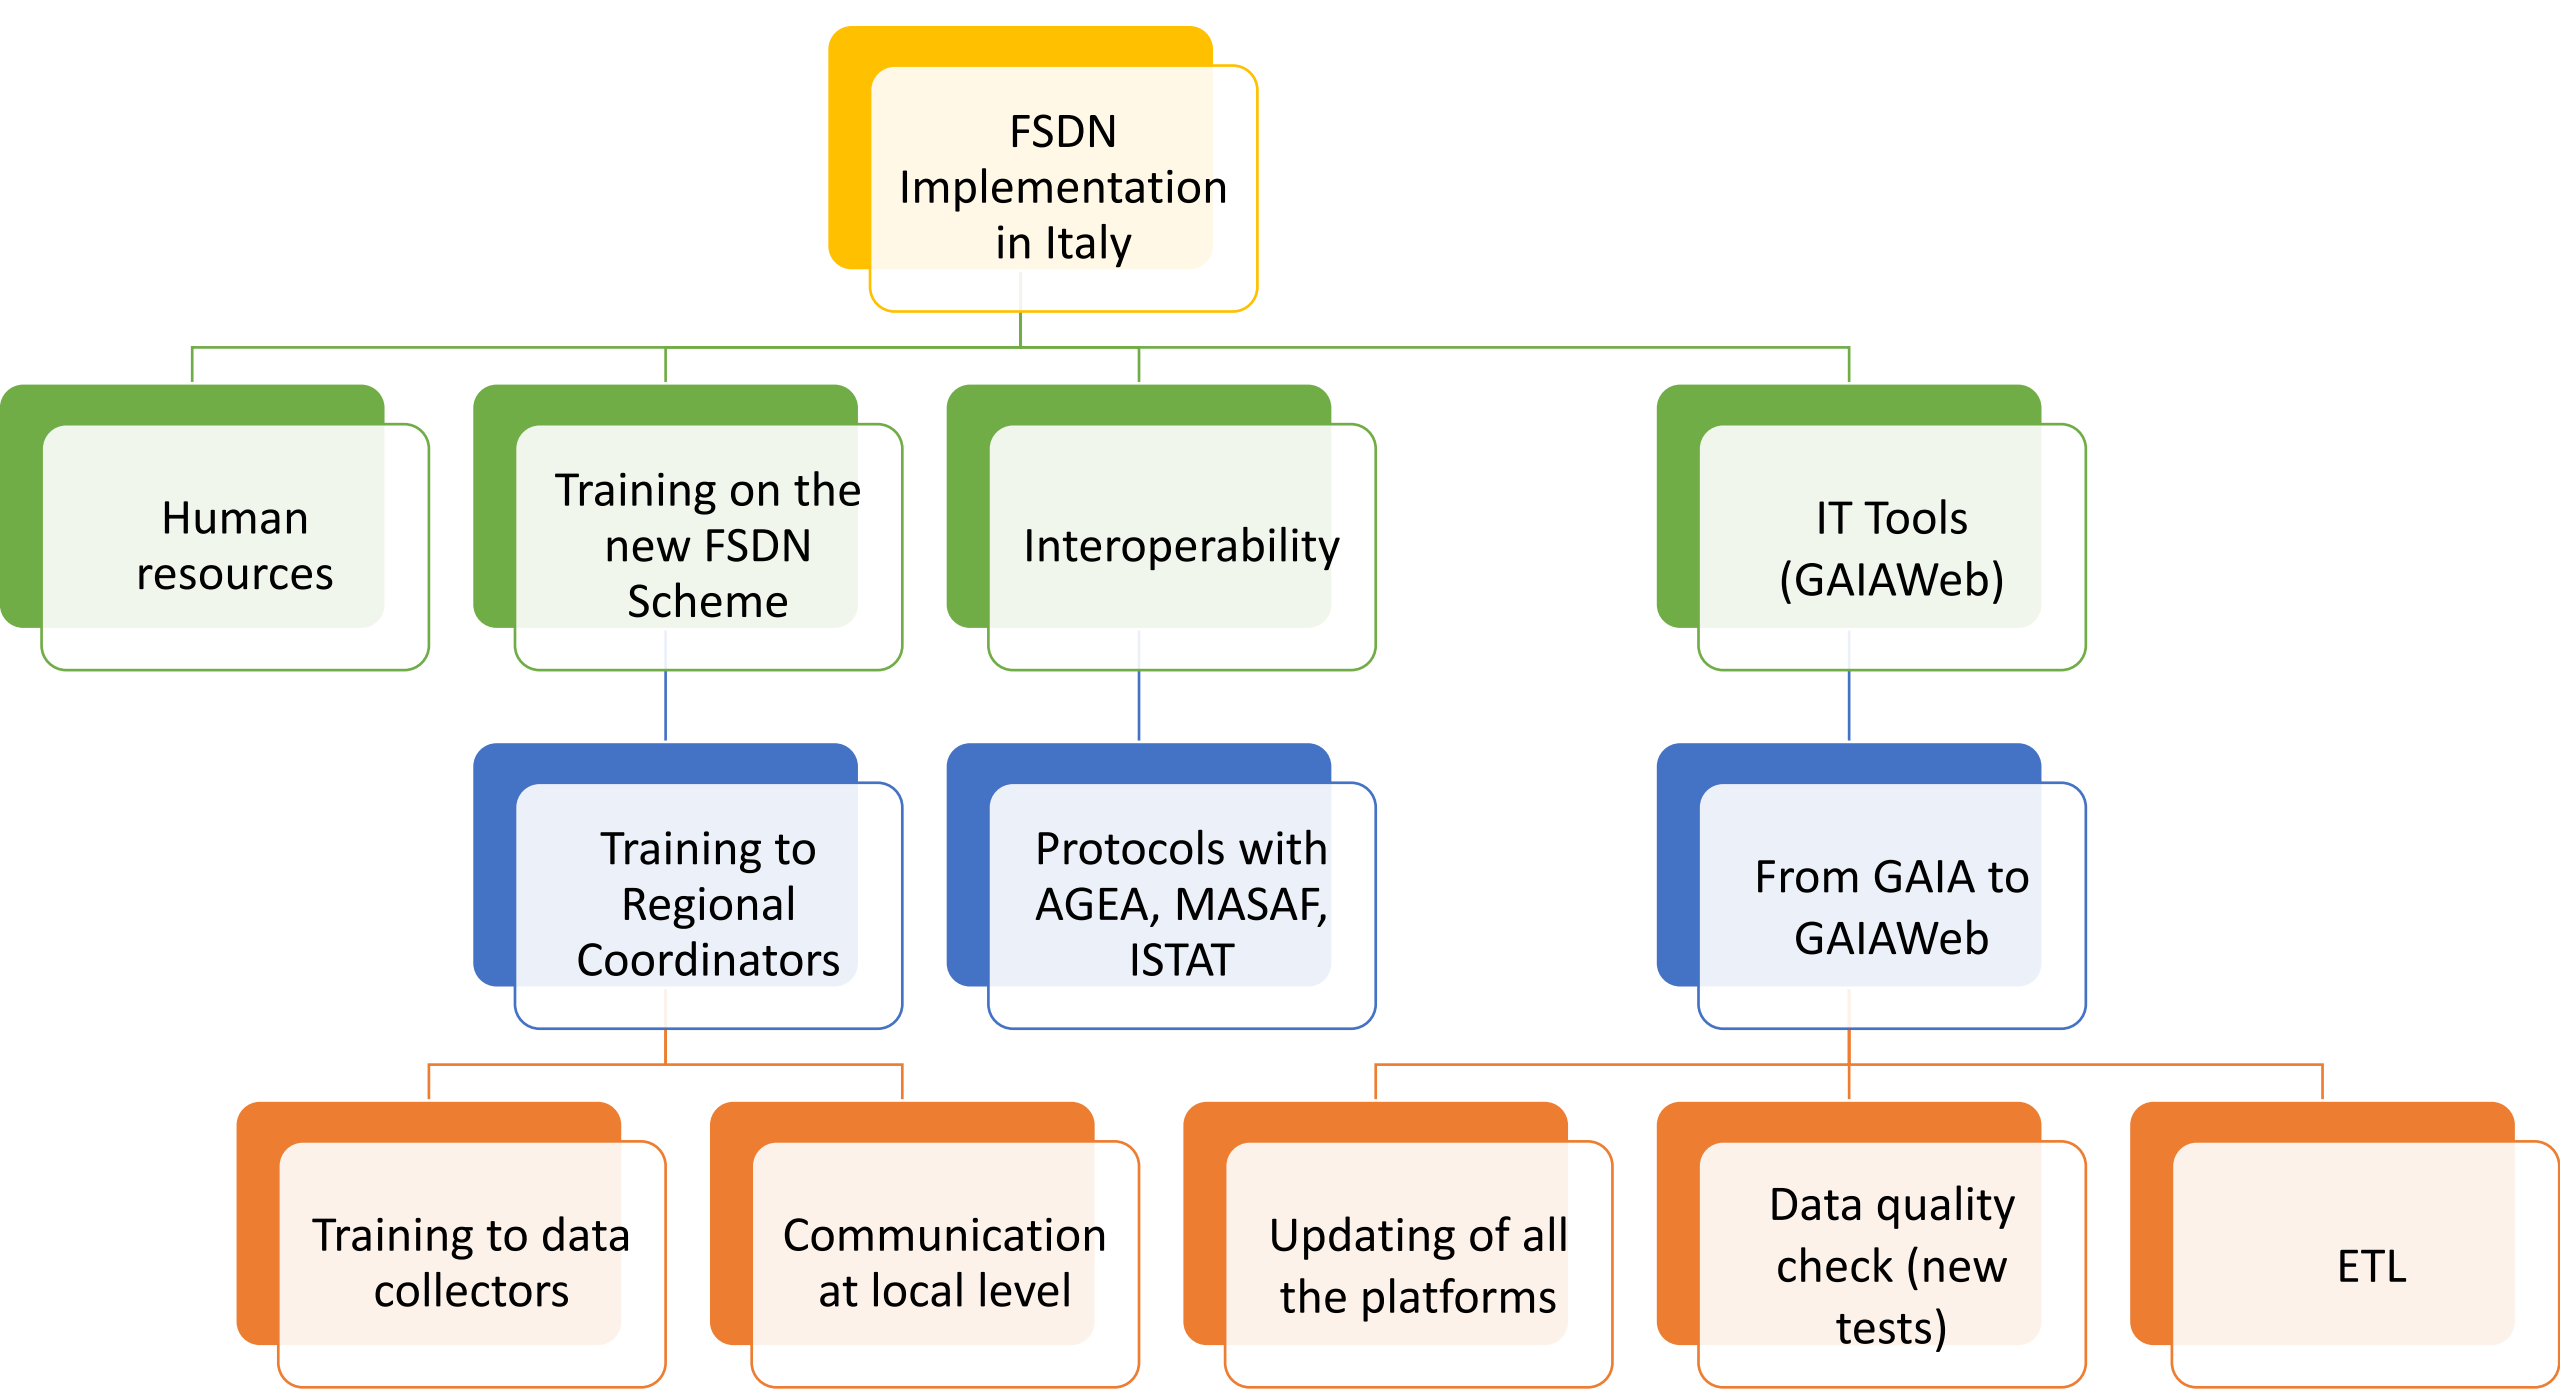 FSDN
Implementation
in Italy
Human
resources
Training on the
new FSDN
Scheme
Interoperability
IT Tools
(GAIAWeb)
Training to
Regional
Coordinators
Protocols with
AGEA, MASAF,
ISTAT
From GAIA to
GAIAWeb
Training to data
collectors
Communication
at local level
Updating of all
the platforms
Data quality
check (new
tests)
ETL